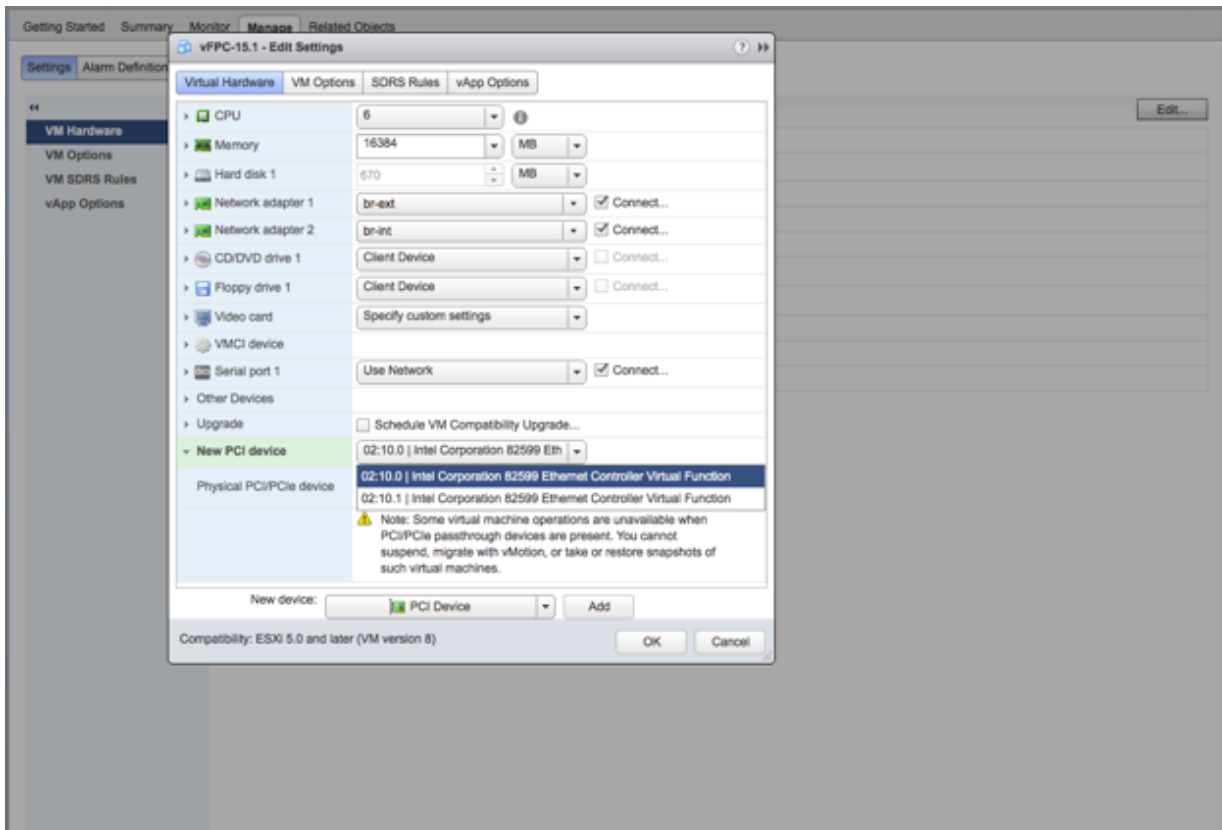 Getting Started Summary Monitor Manage Related Objects
vFPC-15.1 - Edit Settings
Settings Alarm Definition
Virtual Hardware VM Options SDRS Rules vApp Options
Edit...
VM Hardware
VM Options
VM SDRS Rules
vApp Options
CPU 6
Memory 16384 MB
Hard disk 1 670 MB
Network adapter 1 br-ext Connect...
Network adapter 2 br-int Connect...
CD/DVD drive 1 Client Device Connect...
Floppy drive 1 Client Device Connect...
Video card Specify custom settings
VMCI device
Serial port 1 Use Network Connect...
Other Devices
Upgrade Schedule VM Compatibility Upgrade...
New PCI device 02:10.0 | Intel Corporation 82599 Eth
Physical PCI/PCIe device
02:10.0 | Intel Corporation 82599 Ethernet Controller Virtual Function
02:10.1 | Intel Corporation 82599 Ethernet Controller Virtual Function
Note: Some virtual machine operations are unavailable when
PCI/PCIe passthrough devices are present. You cannot
suspend, migrate with vMotion, or take or restore snapshots of
such virtual machines.
New device: PCI Device Add
Compatibility: ESXi 5.0 and later (VM version 8) OK Cancel